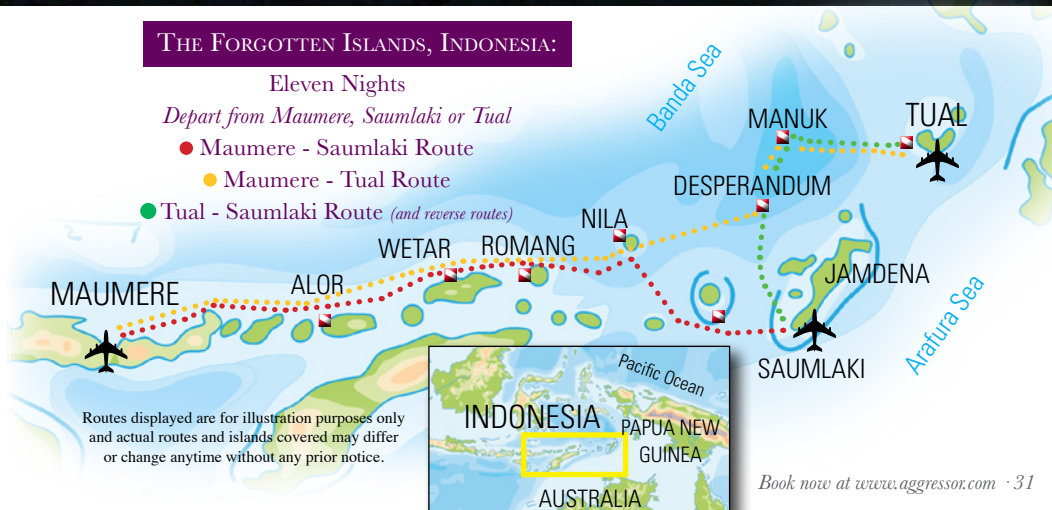 THE FORGOTTEN ISLANDS, INDONESIA:
Eleven Nights
Depart from Maumere, Saumlaki or Tual
Maumere - Saumlaki Route
Maumere - Tual Route
Tual - Saumlaki Route (and reverse routes)
Banda Sea
MANUK
TUAL
DESPERANDUM
NILA
WETAR
ROMANG
ALOR
MAUMERE
JAMDENA
Arafura Sea
SAUMLAKI
Routes displayed are for illustration purposes only
and actual routes and islands covered may differ
or change anytime without any prior notice.
Pacific Ocean
INDONESIA
PAPUA NEW
GUINEA
AUSTRALIA
Book now at www.aggressor.com · 31